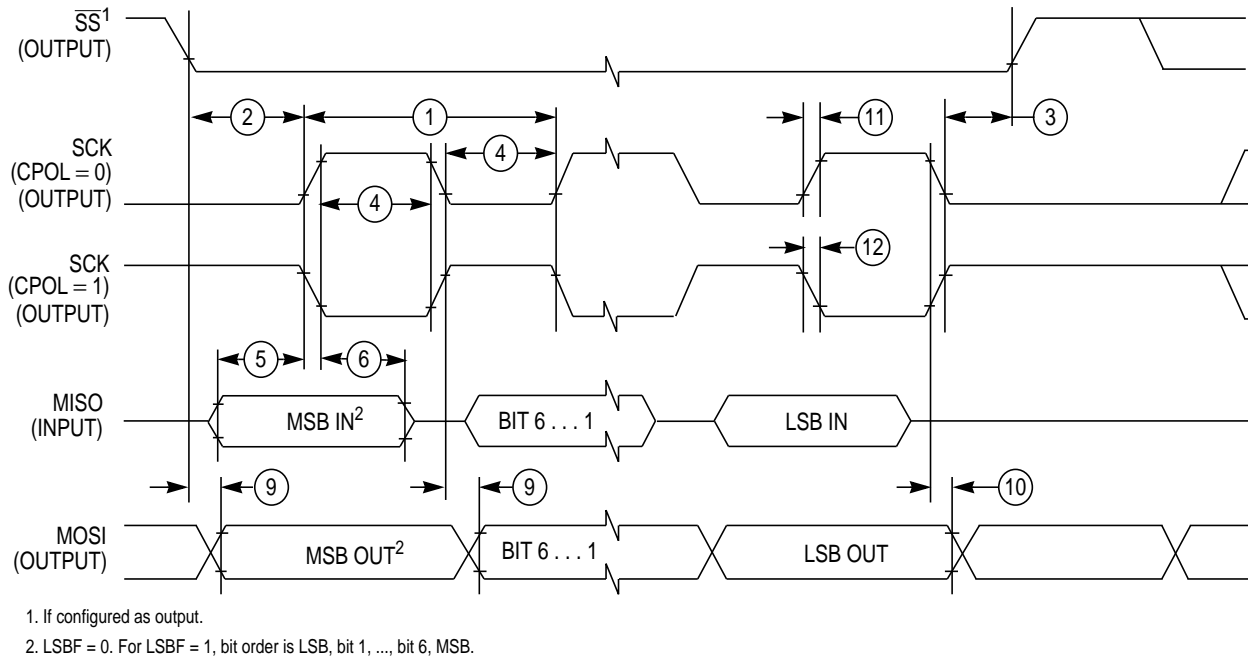 SS¹
(OUTPUT)
2
1
11
3
SCK
(CPOL = 0)
(OUTPUT)
4
4
SCK
(CPOL = 1)
(OUTPUT)
12
5
6
MISO
(INPUT)
MSB IN²
BIT 6 . . . 1
LSB IN
9
9
10
MOSI
(OUTPUT)
MSB OUT²
BIT 6 . . . 1
LSB OUT
1. If configured as output.
2. LSBF = 0. For LSBF = 1, bit order is LSB, bit 1, ..., bit 6, MSB.